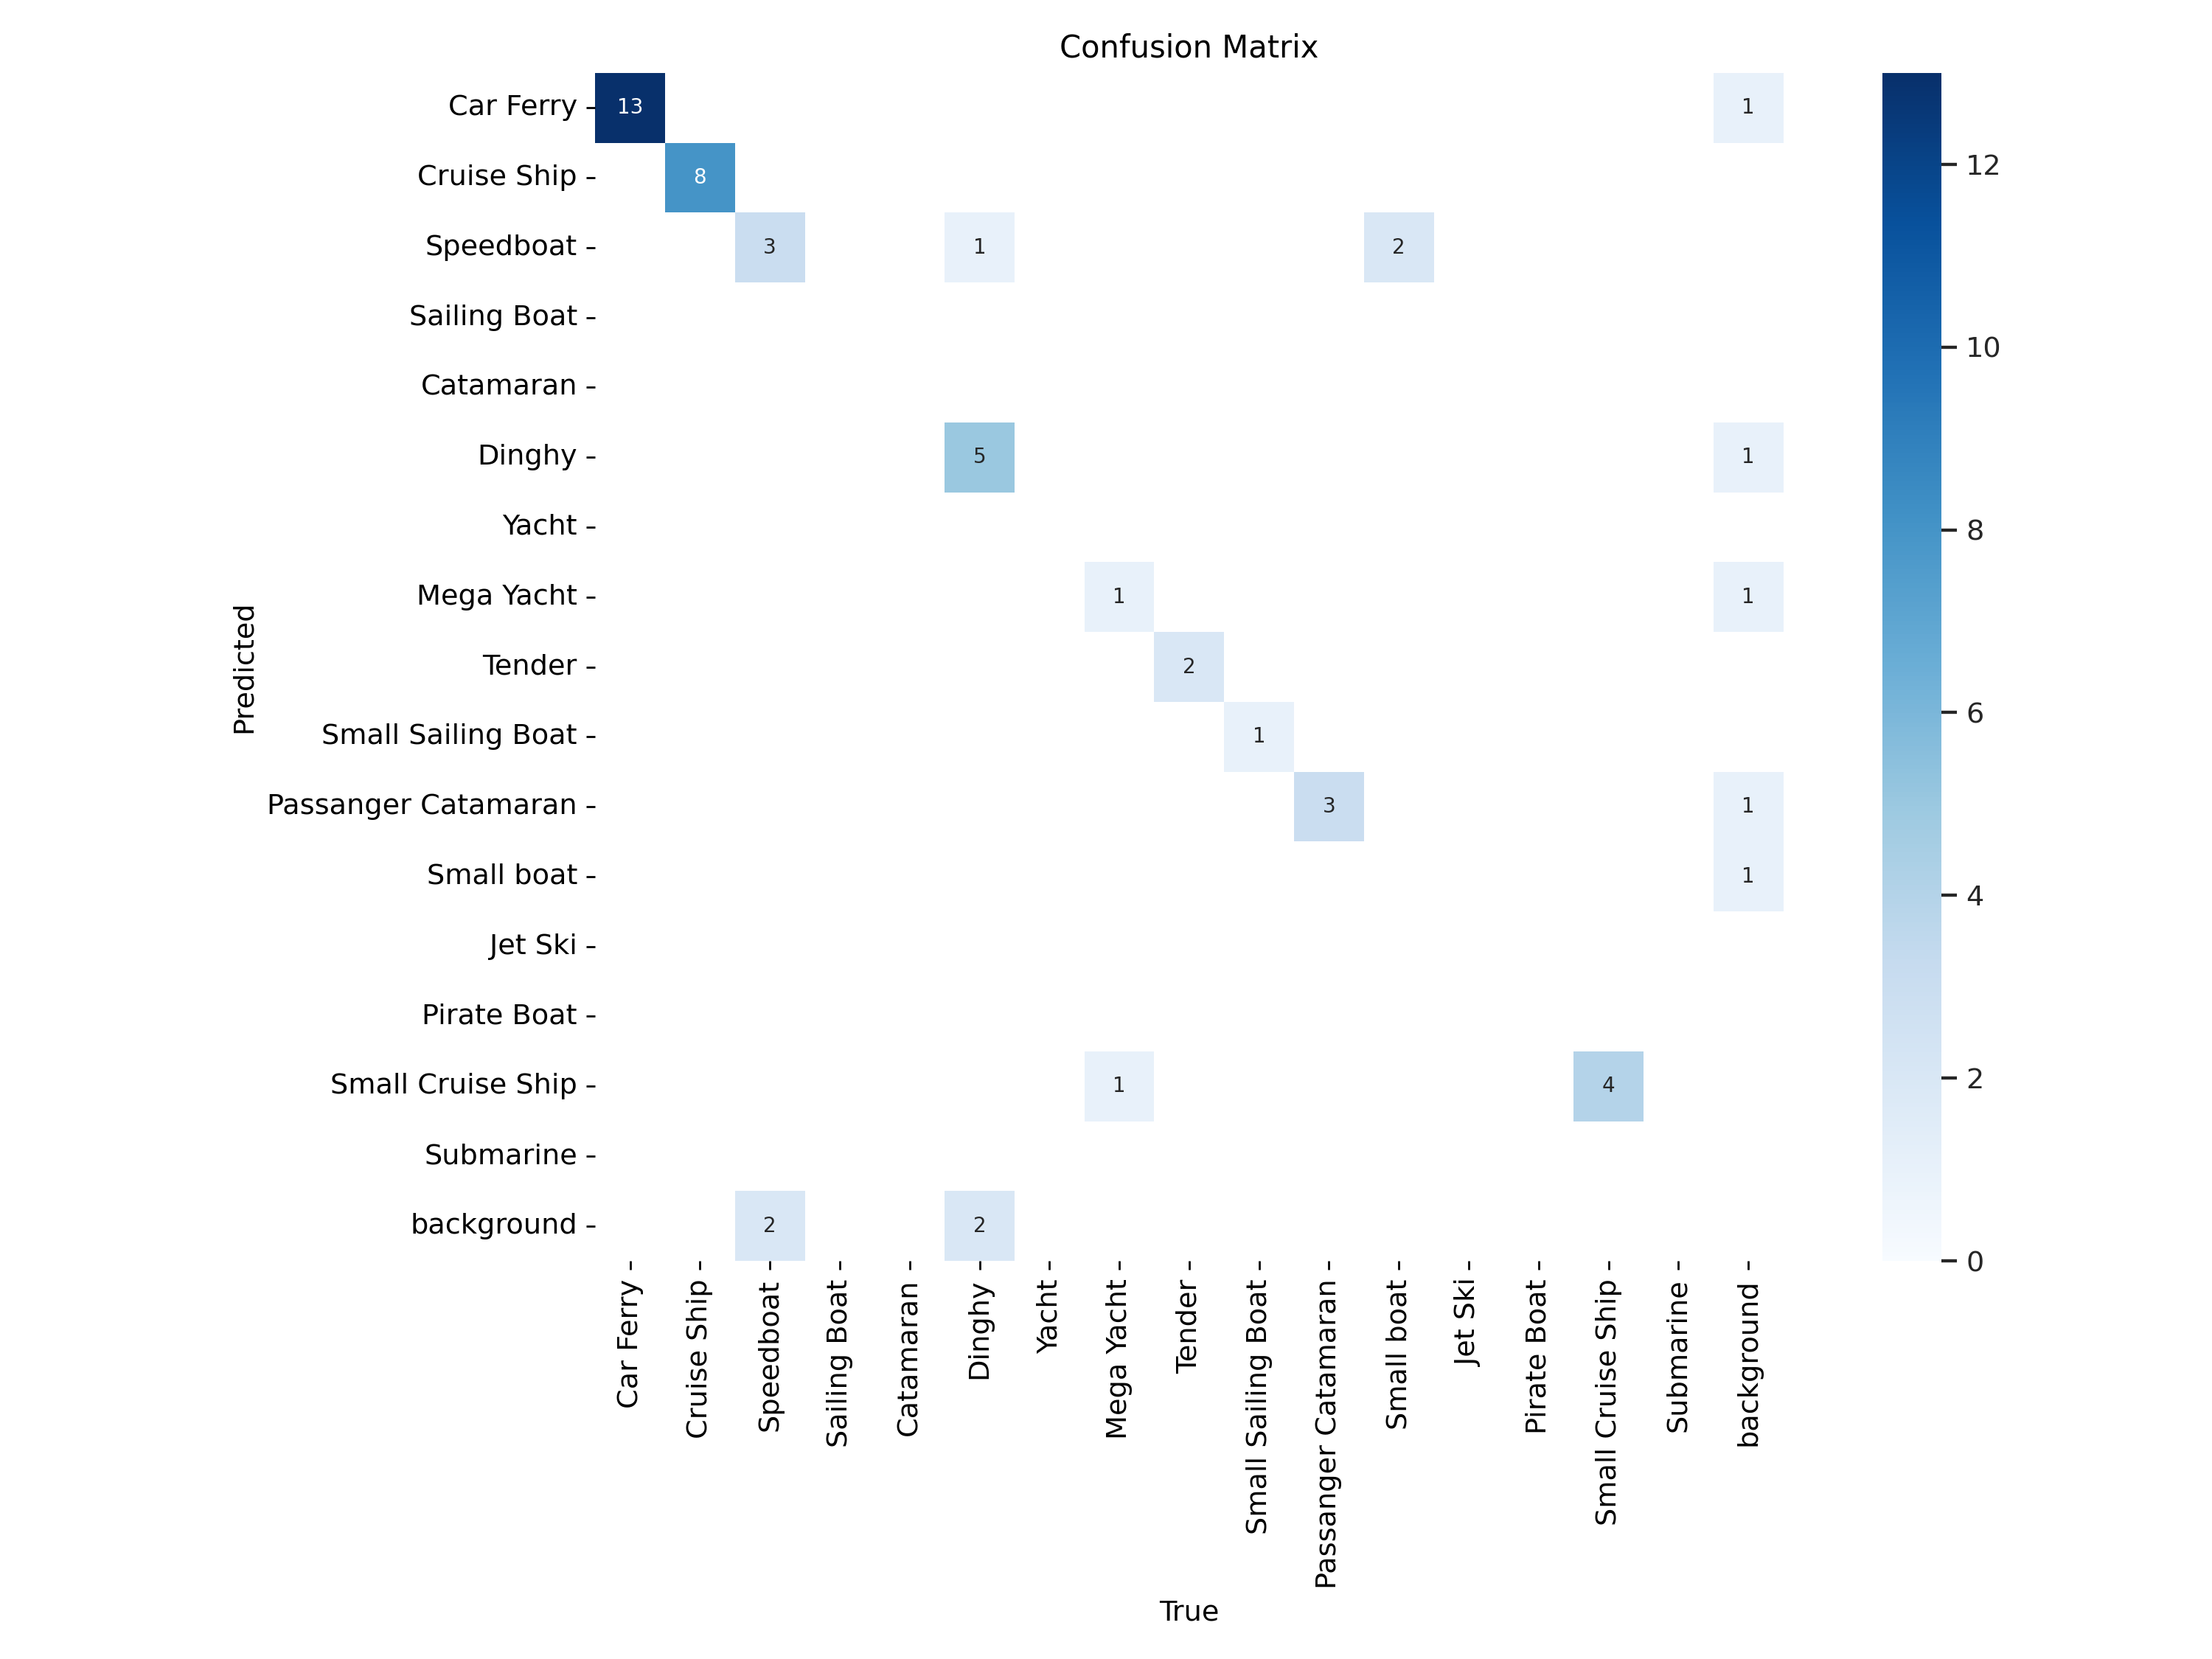 Confusion Matrix
Car Ferry
13
1
Cruise Ship
8
Speedboat
3
1
2
Sailing Boat
Catamaran
Dinghy
5
1
Yacht
Mega Yacht
1
1
Tender
2
Small Sailing Boat
1
Passanger Catamaran
3
1
Small boat
1
Jet Ski
Pirate Boat
Small Cruise Ship
1
4
Submarine
background
2
2
Predicted
Car Ferry
Cruise Ship
Speedboat
Sailing Boat
Catamaran
Dinghy
Yacht
Mega Yacht
Tender
Small Sailing Boat
Passanger Catamaran
Small boat
Jet Ski
Pirate Boat
Small Cruise Ship
Submarine
background
True
12
10
8
6
4
2
0